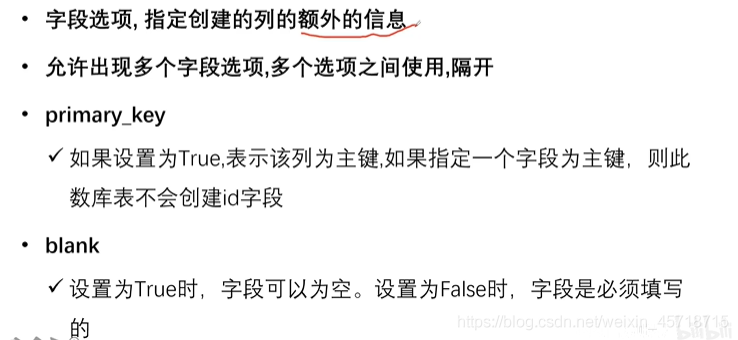 • 字段选项, 指定创建的列的额外的信息
• 允许出现多个字段选项,多个选项之间使用,隔开
• primary_key
✓ 如果设置为True,表示该列为主键,如果指定一个字段为主键，则此
数库表不会创建id字段
• blank
✓ 设置为True时，字段可以为空。设置为False时，字段是必须填写
的
https://blog.csdn.net/weixin_45718715
bilibili